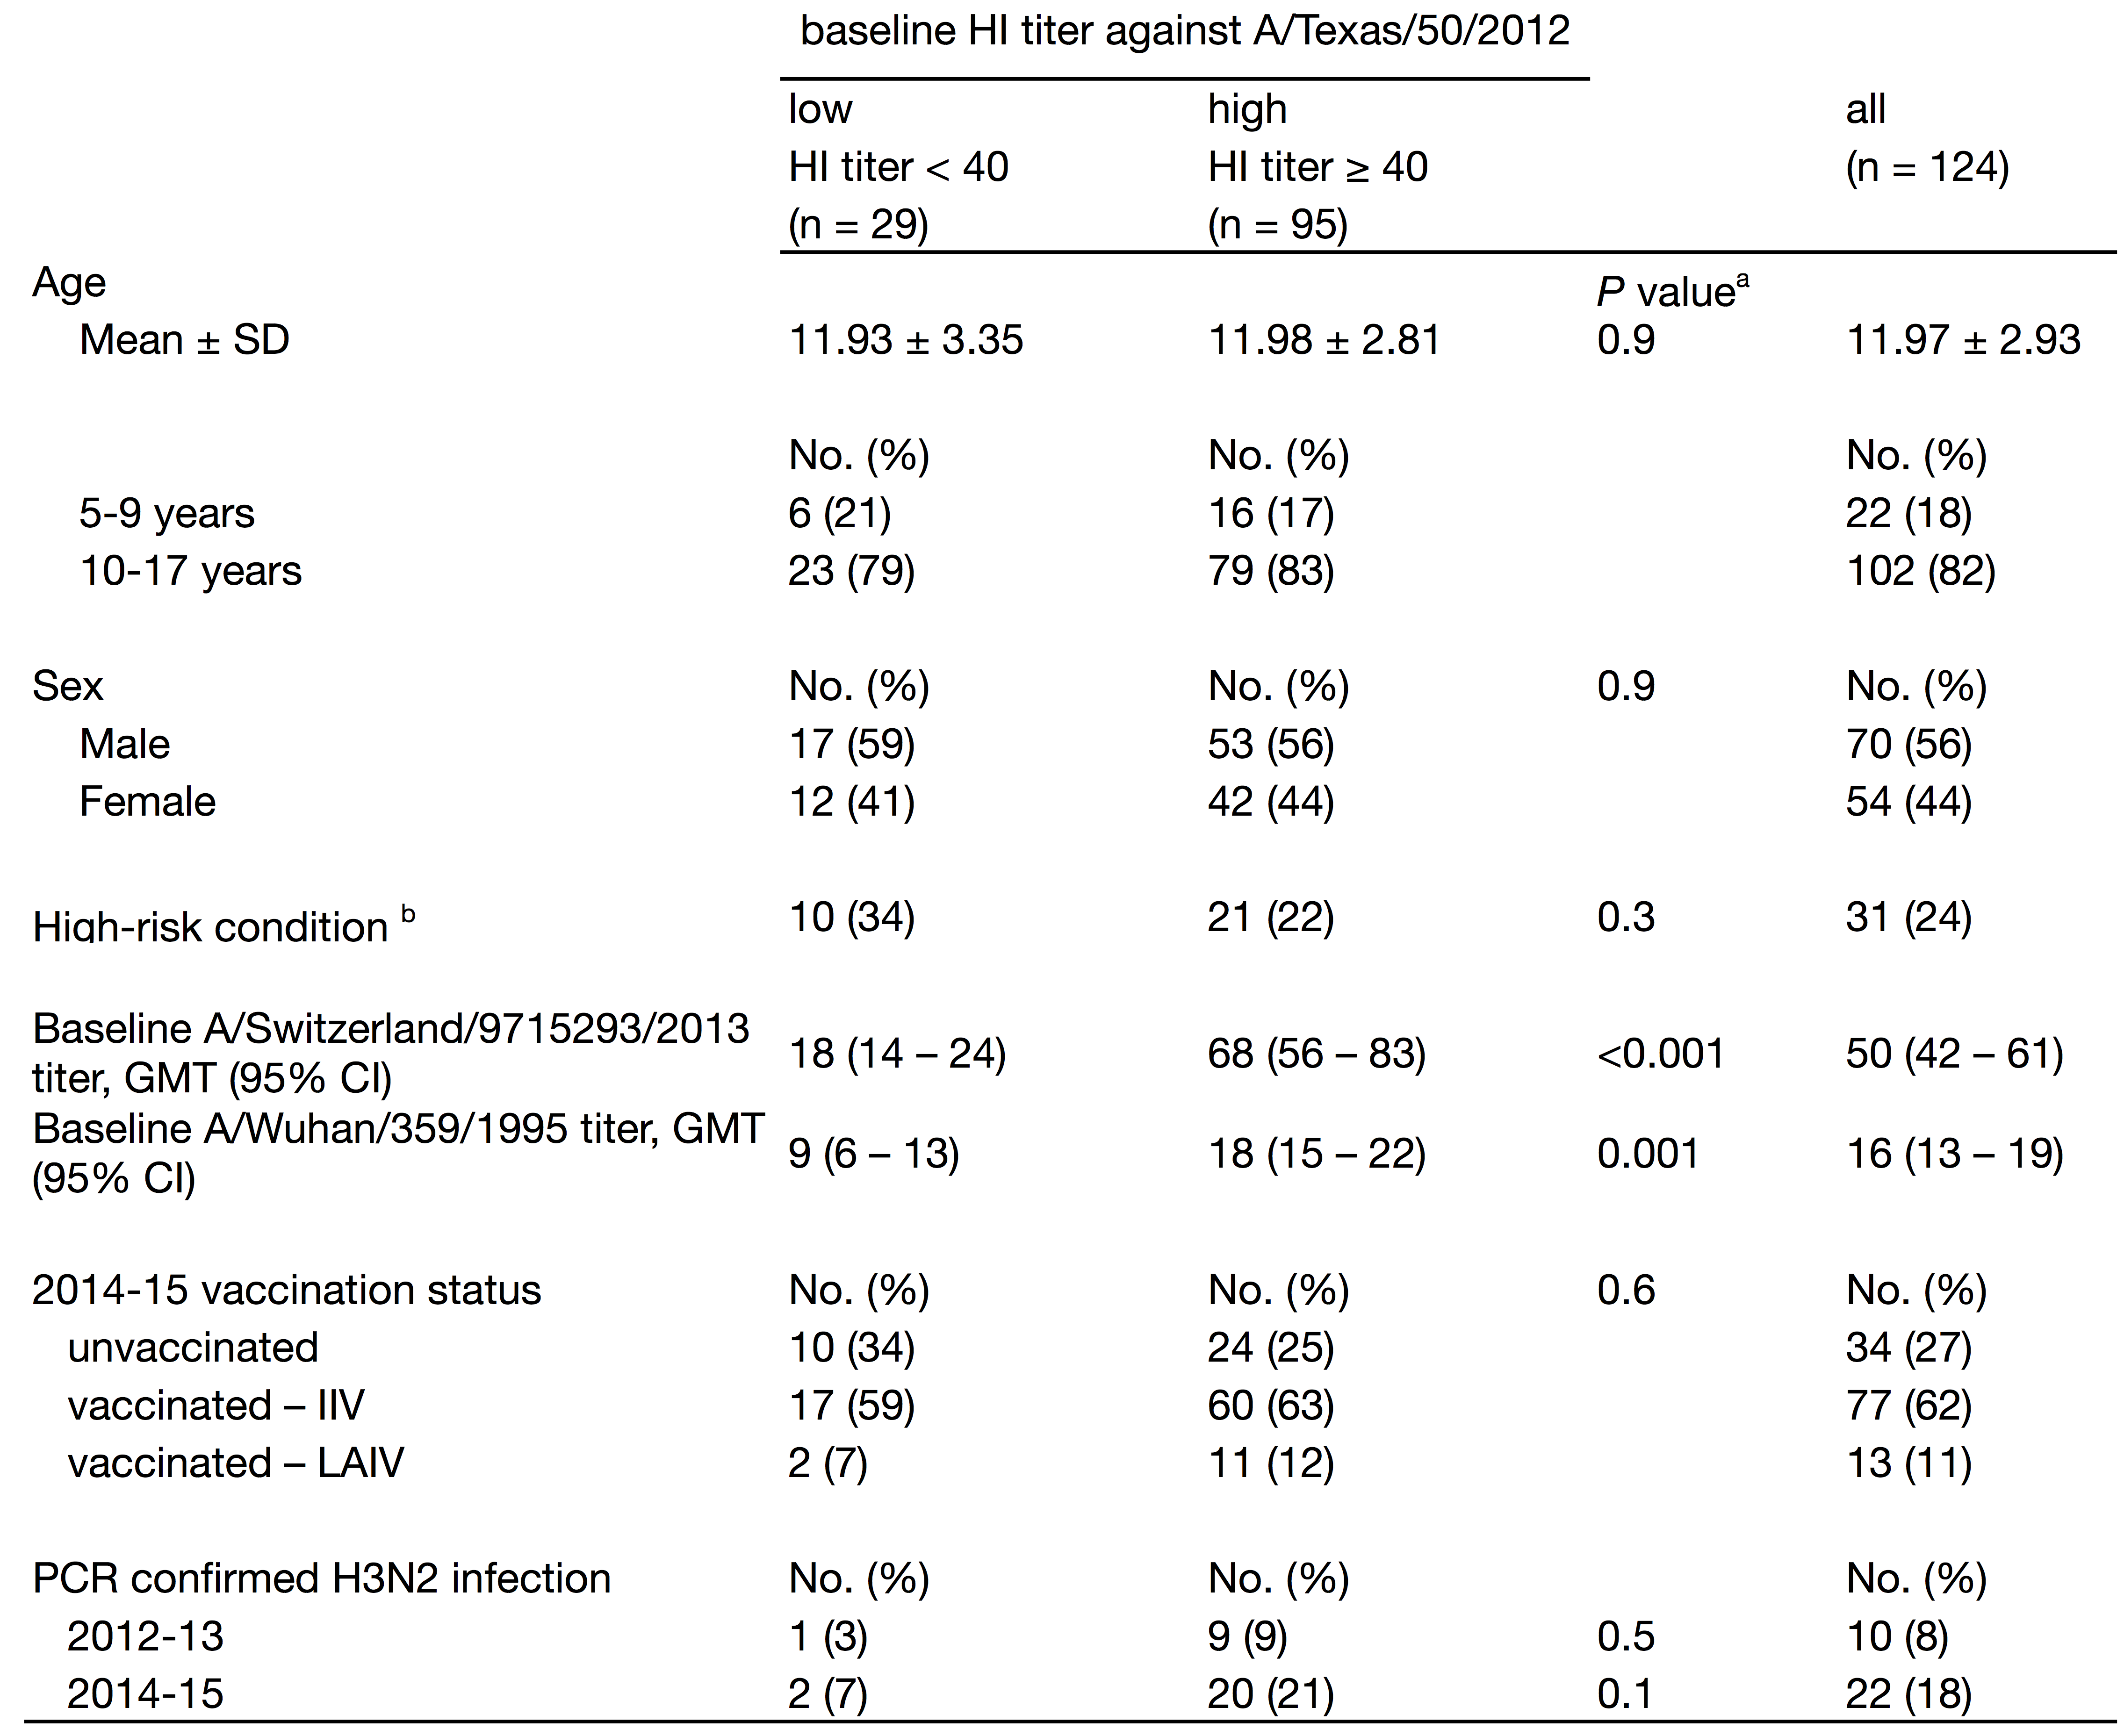 baseline HI titer against A/Texas/50/2012
low high all
HI titer < 40 HI titer ≥ 40 (n = 124)
(n = 29) (n = 95)
Age P valueᵃ
Mean ± SD 11.93 ± 3.35 11.98 ± 2.81 0.9 11.97 ± 2.93
No. (%) No. (%) No. (%)
5-9 years 6 (21) 16 (17) 22 (18)
10-17 years 23 (79) 79 (83) 102 (82)
Sex No. (%) No. (%) 0.9 No. (%)
Male 17 (59) 53 (56) 70 (56)
Female 12 (41) 42 (44) 54 (44)
High-risk condition ᵇ 10 (34) 21 (22) 0.3 31 (24)
Baseline A/Switzerland/9715293/2013
titer, GMT (95% CI) 18 (14 – 24) 68 (56 – 83) <0.001 50 (42 – 61)
Baseline A/Wuhan/359/1995 titer, GMT
(95% CI) 9 (6 – 13) 18 (15 – 22) 0.001 16 (13 – 19)
2014-15 vaccination status No. (%) No. (%) 0.6 No. (%)
unvaccinated 10 (34) 24 (25) 34 (27)
vaccinated – IIV 17 (59) 60 (63) 77 (62)
vaccinated – LAIV 2 (7) 11 (12) 13 (11)
PCR confirmed H3N2 infection No. (%) No. (%) No. (%)
2012-13 1 (3) 9 (9) 0.5 10 (8)
2014-15 2 (7) 20 (21) 0.1 22 (18)